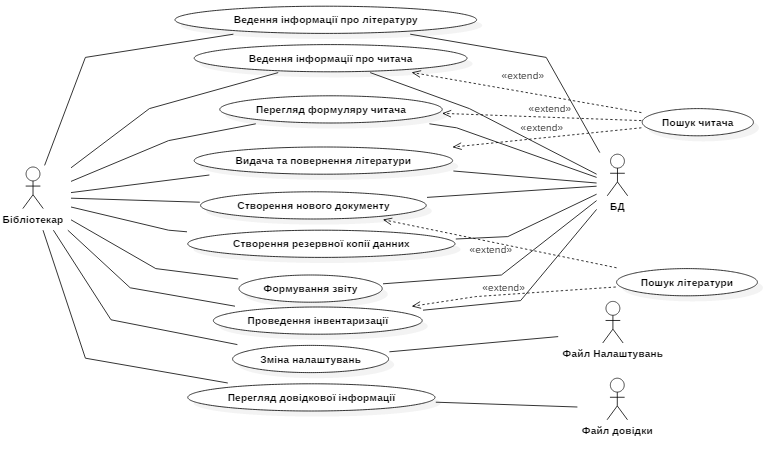 Ведення інформації про літературу
Ведення інформації про читача
«extend»
Перегляд формуляру читача
«extend»
Пошук читача
«extend»
Видача та повернення літератури
Створення нового документу
БД
Бібліотекар
Створення резервної копії данних
«extend»
Формування звіту
«extend»
Пошук літератури
Проведення інвентаризації
Зміна налаштувань
Файл Налаштувань
Перегляд довідкової інформації
Файл довідки